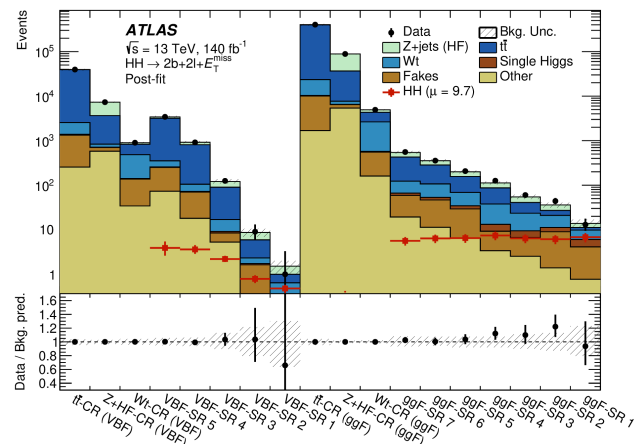 Events
10⁵
10⁴
10³
10²
10
1
ATLAS
√s = 13 TeV, 140 fb⁻¹
HH → 2b+2l+E_T^miss
Post-fit
Data
Bkg. Unc.
Z+jets (HF)
tt̄
Wt
Single Higgs
Fakes
Other
HH (μ = 9.7)
Data / Bkg. pred.
1.6
1.4
1.2
1.0
0.8
0.6
0.4
tt̄-CR (VBF)
Z+HF-CR (VBF)
Wt-CR (VBF)
VBF-SR 5
VBF-SR 4
VBF-SR 3
VBF-SR 2
VBF-SR 1
tt̄-CR (ggF)
Z+HF-CR (ggF)
Wt-CR (ggF)
ggF-SR 7
ggF-SR 6
ggF-SR 5
ggF-SR 4
ggF-SR 3
ggF-SR 2
ggF-SR 1